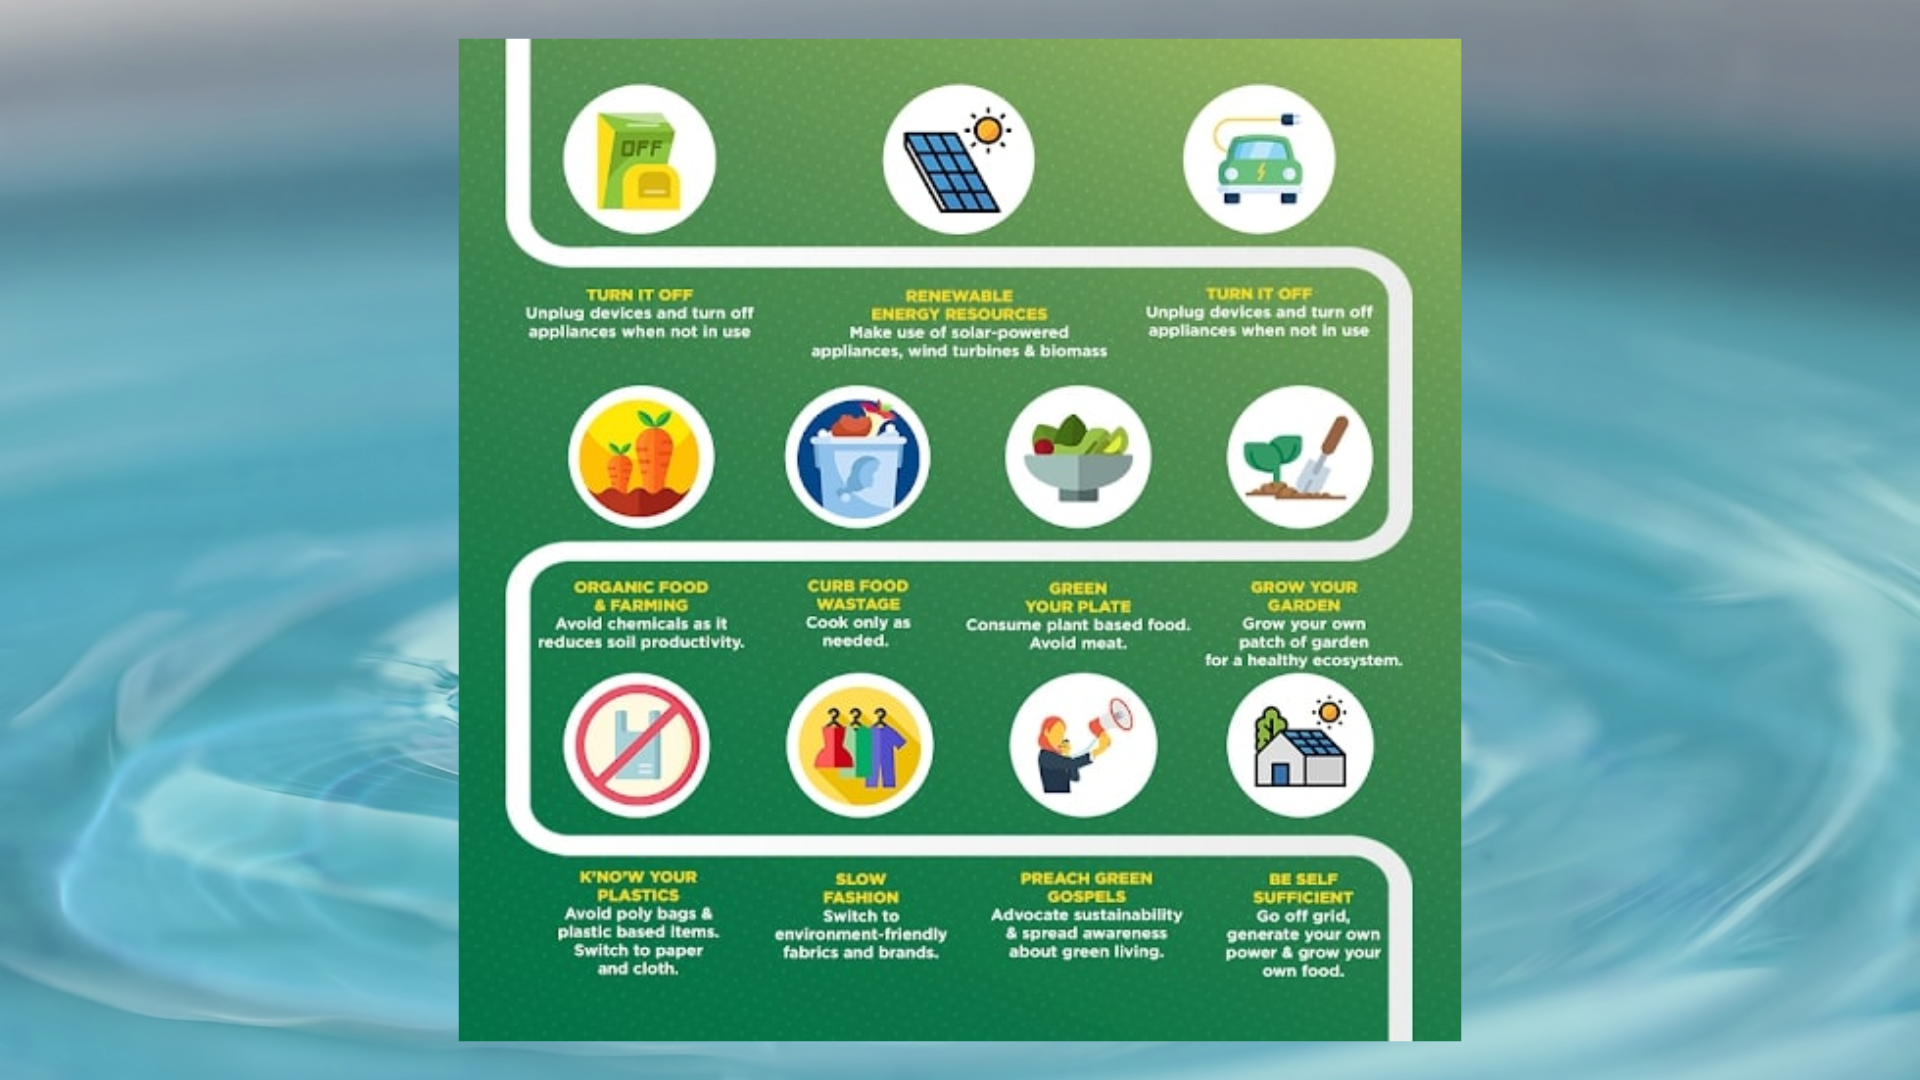 OFF
TURN IT OFF
Unplug devices and turn off
appliances when not in use
RENEWABLE
ENERGY RESOURCES
Make use of solar-powered
appliances, wind turbines & biomass
TURN IT OFF
Unplug devices and turn off
appliances when not in use
ORGANIC FOOD
& FARMING
Avoid chemicals as it
reduces soil productivity.
CURB FOOD
WASTAGE
Cook only as
needed.
GREEN
YOUR PLATE
Consume plant based food.
Avoid meat.
GROW YOUR
GARDEN
Grow your own
patch of garden
for a healthy ecosystem.
K'NO'W YOUR
PLASTICS
Avoid poly bags &
plastic based items.
Switch to paper
and cloth.
SLOW
FASHION
Switch to
environment-friendly
fabrics and brands.
PREACH GREEN
GOSPELS
Advocate sustainability
& spread awareness
about green living.
BE SELF
SUFFICIENT
Go off grid,
generate your own
power & grow your
own food.